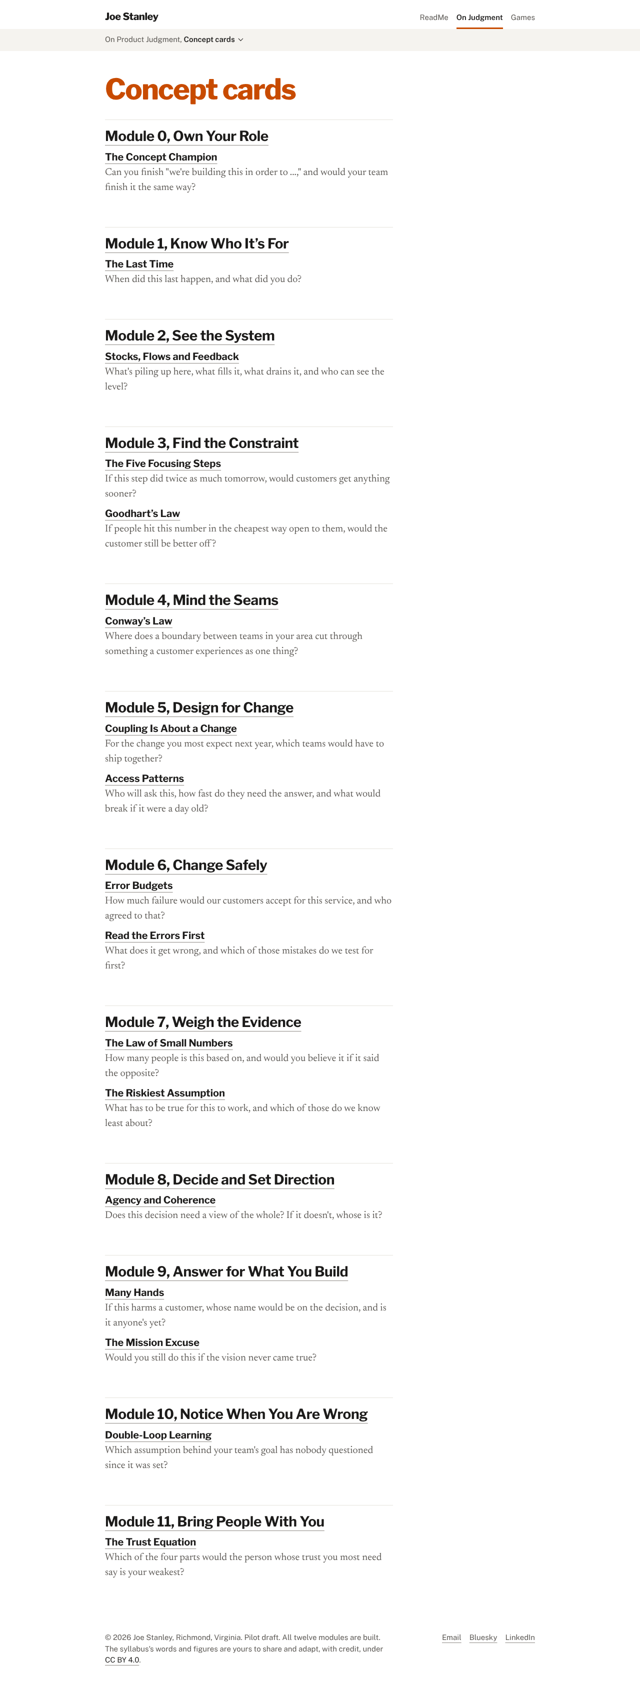 Joe Stanley
ReadMe On Judgment Games
On Product Judgment, Concept cards
Concept cards
Module 0, Own Your Role
The Concept Champion
Can you finish "we're building this in order to …," and would your team
finish it the same way?
Module 1, Know Who It's For
The Last Time
When did this last happen, and what did you do?
Module 2, See the System
Stocks, Flows and Feedback
What's piling up here, what fills it, what drains it, and who can see the
level?
Module 3, Find the Constraint
The Five Focusing Steps
If this step did twice as much tomorrow, would customers get anything
sooner?
Goodhart's Law
If people hit this number in the cheapest way open to them, would the
customer still be better off?
Module 4, Mind the Seams
Conway's Law
Where does a boundary between teams in your area cut through
something a customer experiences as one thing?
Module 5, Design for Change
Coupling Is About a Change
For the change you most expect next year, which teams would have to
ship together?
Access Patterns
Who will ask this, how fast do they need the answer, and what would
break if it were a day old?
Module 6, Change Safely
Error Budgets
How much failure would our customers accept for this service, and who
agreed to that?
Read the Errors First
What does it get wrong, and which of those mistakes do we test for
first?
Module 7, Weigh the Evidence
The Law of Small Numbers
How many people is this based on, and would you believe it if it said
the opposite?
The Riskiest Assumption
What has to be true for this to work, and which of those do we know
least about?
Module 8, Decide and Set Direction
Agency and Coherence
Does this decision need a view of the whole? If it doesn't, whose is it?
Module 9, Answer for What You Build
Many Hands
If this harms a customer, whose name would be on the decision, and is
it anyone's yet?
The Mission Excuse
Would you still do this if the vision never came true?
Module 10, Notice When You Are Wrong
Double-Loop Learning
Which assumption behind your team's goal has nobody questioned
since it was set?
Module 11, Bring People With You
The Trust Equation
Which of the four parts would the person whose trust you most need
say is your weakest?
© 2026 Joe Stanley, Richmond, Virginia. Pilot draft. All twelve modules are built.
The syllabus's words and figures are yours to share and adapt, with credit, under
CC BY 4.0.
Email Bluesky LinkedIn